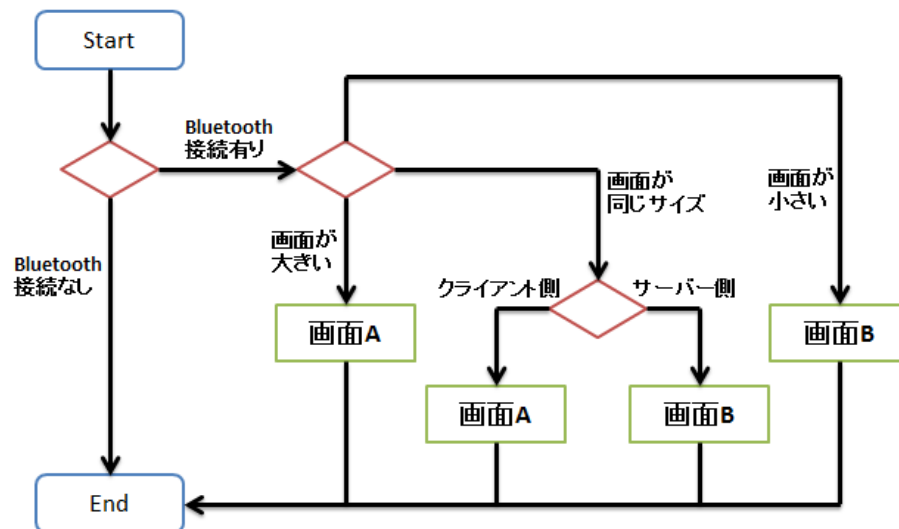 Start
Bluetooth
接続有り
画面が
同じサイズ
画面が
小さい
画面が
大きい
Bluetooth
接続なし
クライアント側
サーバー側
画面A
画面B
画面A
画面B
End